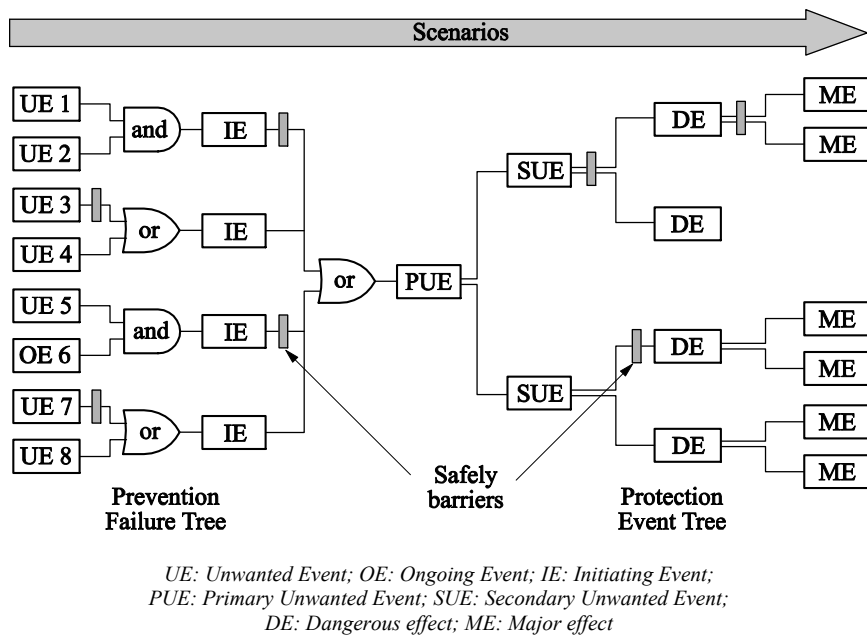 Scenarios
UE 1
UE 2
and
IE
UE 3
UE 4
or
IE
UE 5
OE 6
and
IE
UE 7
UE 8
or
IE
or
PUE
SUE
DE
ME
ME
DE
SUE
DE
ME
ME
DE
ME
ME
Prevention
Failure Tree
Safely
barriers
Protection
Event Tree
UE: Unwanted Event; OE: Ongoing Event; IE: Initiating Event;
PUE: Primary Unwanted Event; SUE: Secondary Unwanted Event;
DE: Dangerous effect; ME: Major effect